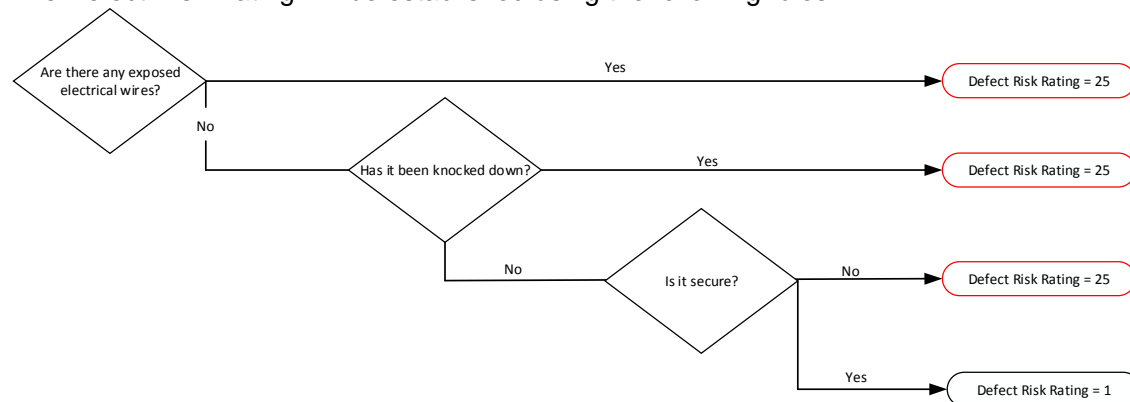 Are there any exposed
electrical wires?
Yes
Defect Risk Rating = 25
No
Has it been knocked down?
Yes
Defect Risk Rating = 25
No
Is it secure?
No
Defect Risk Rating = 25
Yes
Defect Risk Rating = 1